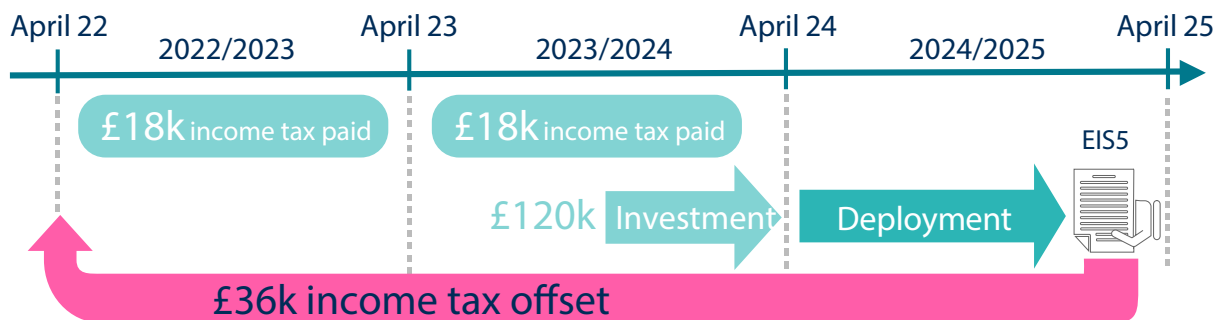 April 22
April 23
April 24
April 25
2022/2023
2023/2024
2024/2025
£18k income tax paid
£18k income tax paid
EIS5
£120k
Investment
Deployment
£36k income tax offset